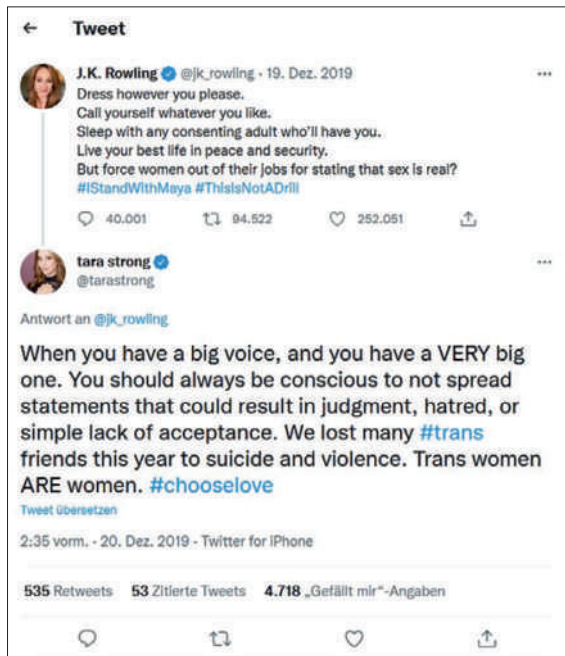 Tweet
J.K. Rowling @jk_rowling · 19. Dez. 2019
Dress however you please.
Call yourself whatever you like.
Sleep with any consenting adult who'll have you.
Live your best life in peace and security.
But force women out of their jobs for stating that sex is real?
#IStandWithMaya #ThisIsNotADrill
40.001 94.522 252.051
tara strong
@tarastrong
Antwort an @jk_rowling
When you have a big voice, and you have a VERY big
one. You should always be conscious to not spread
statements that could result in judgment, hatred, or
simple lack of acceptance. We lost many #trans
friends this year to suicide and violence. Trans women
ARE women. #chooselove
Tweet übersetzen
2:35 vorm. · 20. Dez. 2019 · Twitter for iPhone
535 Retweets 53 Zitierte Tweets 4.718 „Gefällt mir“-Angaben